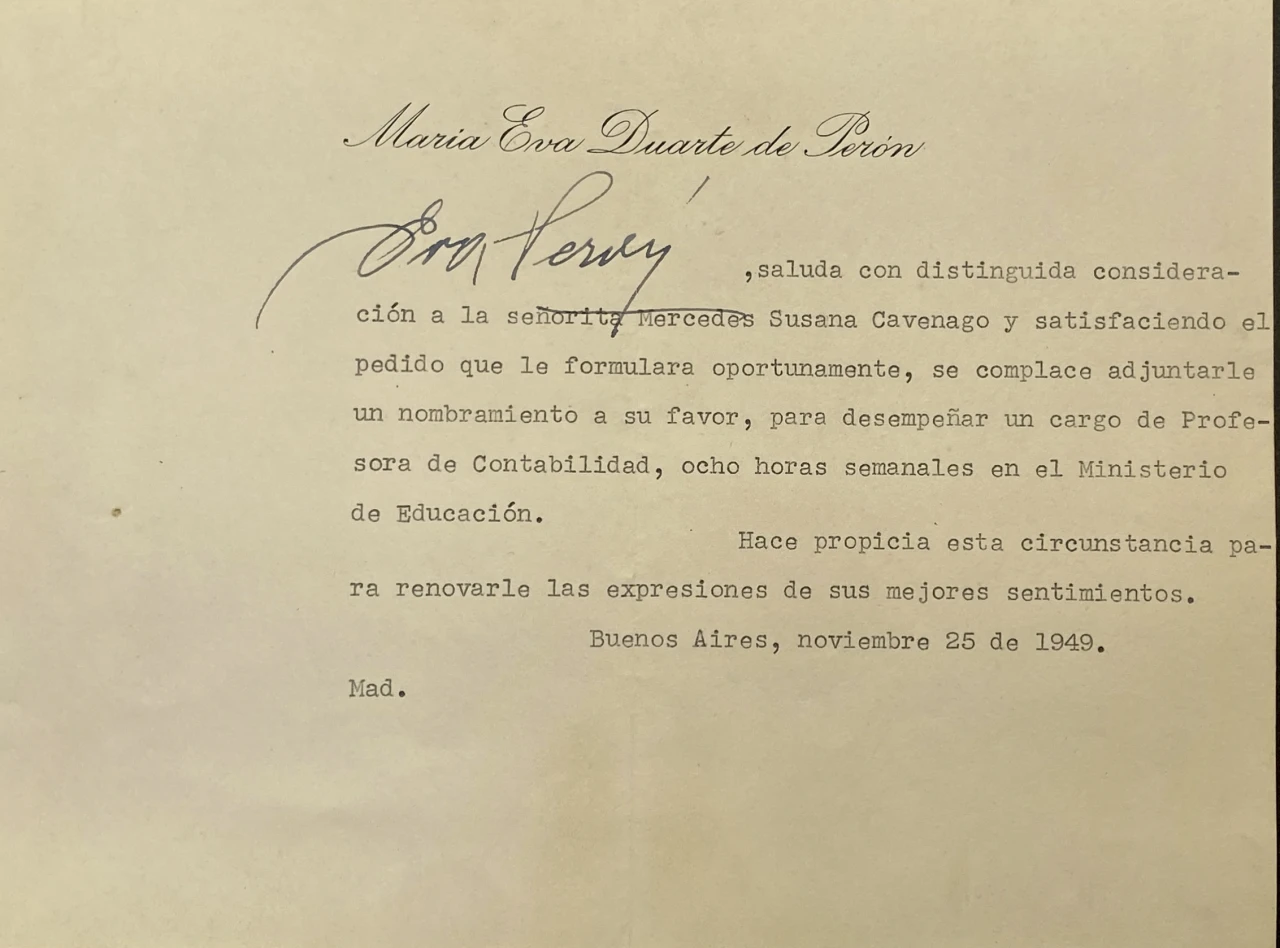 Maria Eva Duarte de Perón
Eva Perón
,saluda con distinguida considera-
ción a la señorita Mercedes Susana Cavenago y satisfaciendo el
pedido que le formulara oportunamente, se complace adjuntarle
un nombramiento a su favor, para desempeñar un cargo de Profe-
sora de Contabilidad, ocho horas semanales en el Ministerio
de Educación.
Hace propicia esta circunstancia pa-
ra renovarle las expresiones de sus mejores sentimientos.
Buenos Aires, noviembre 25 de 1949.
Mad.